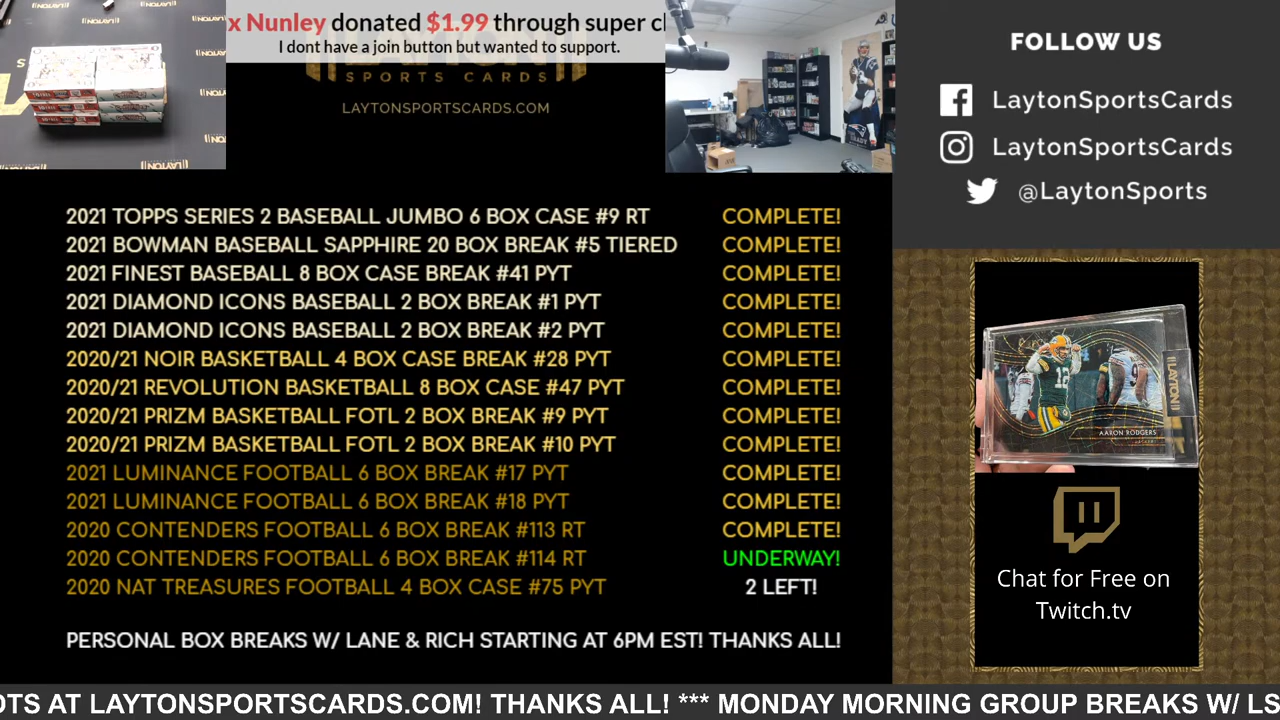 x Nunley donated $1.99 through super cl
I dont have a join button but wanted to support.
SPORTS CARDS
LAYTONSPORTSCARDS.COM
BRADY
FOLLOW US
LaytonSportsCards
LaytonSportsCards
@LaytonSports
2021 TOPPS SERIES 2 BASEBALL JUMBO 6 BOX CASE #9 RT COMPLETE!
2021 BOWMAN BASEBALL SAPPHIRE 20 BOX BREAK #5 TIERED COMPLETE!
2021 FINEST BASEBALL 8 BOX CASE BREAK #41 PYT COMPLETE!
2021 DIAMOND ICONS BASEBALL 2 BOX BREAK #1 PYT COMPLETE!
2021 DIAMOND ICONS BASEBALL 2 BOX BREAK #2 PYT COMPLETE!
2020/21 NOIR BASKETBALL 4 BOX CASE BREAK #28 PYT COMPLETE!
2020/21 REVOLUTION BASKETBALL 8 BOX CASE #47 PYT COMPLETE!
2020/21 PRIZM BASKETBALL FOTL 2 BOX BREAK #9 PYT COMPLETE!
2020/21 PRIZM BASKETBALL FOTL 2 BOX BREAK #10 PYT COMPLETE!
2021 LUMINANCE FOOTBALL 6 BOX BREAK #17 PYT COMPLETE!
2021 LUMINANCE FOOTBALL 6 BOX BREAK #18 PYT COMPLETE!
2020 CONTENDERS FOOTBALL 6 BOX BREAK #113 RT COMPLETE!
2020 CONTENDERS FOOTBALL 6 BOX BREAK #114 RT UNDERWAY!
2020 NAT TREASURES FOOTBALL 4 BOX CASE #75 PYT 2 LEFT!
PERSONAL BOX BREAKS W/ LANE & RICH STARTING AT 6PM EST! THANKS ALL!
12
AARON RODGERS
LAYTON
Chat for Free on
Twitch.tv
OTS AT LAYTONSPORTSCARDS.COM! THANKS ALL! *** MONDAY MORNING GROUP BREAKS W/ LS